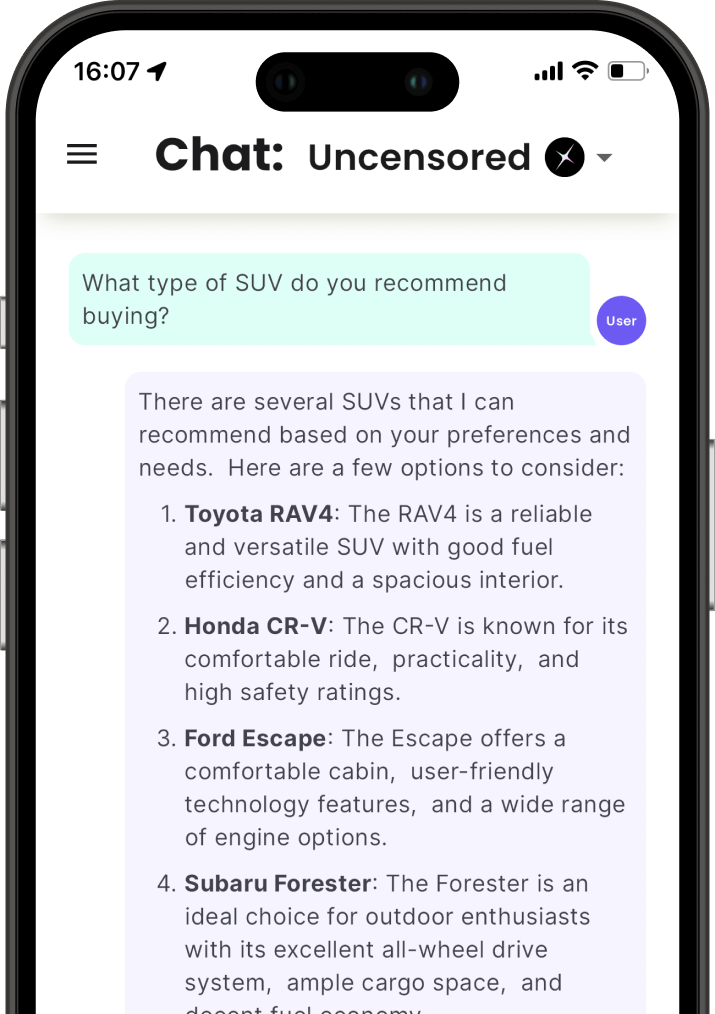 16:07
Chat: Uncensored
What type of SUV do you recommend
buying?
User
There are several SUVs that I can
recommend based on your preferences and
needs. Here are a few options to consider:
1. Toyota RAV4: The RAV4 is a reliable
and versatile SUV with good fuel
efficiency and a spacious interior.
2. Honda CR-V: The CR-V is known for its
comfortable ride, practicality, and
high safety ratings.
3. Ford Escape: The Escape offers a
comfortable cabin, user-friendly
technology features, and a wide range
of engine options.
4. Subaru Forester: The Forester is an
ideal choice for outdoor enthusiasts
with its excellent all-wheel drive
system, ample cargo space, and
decent fuel economy